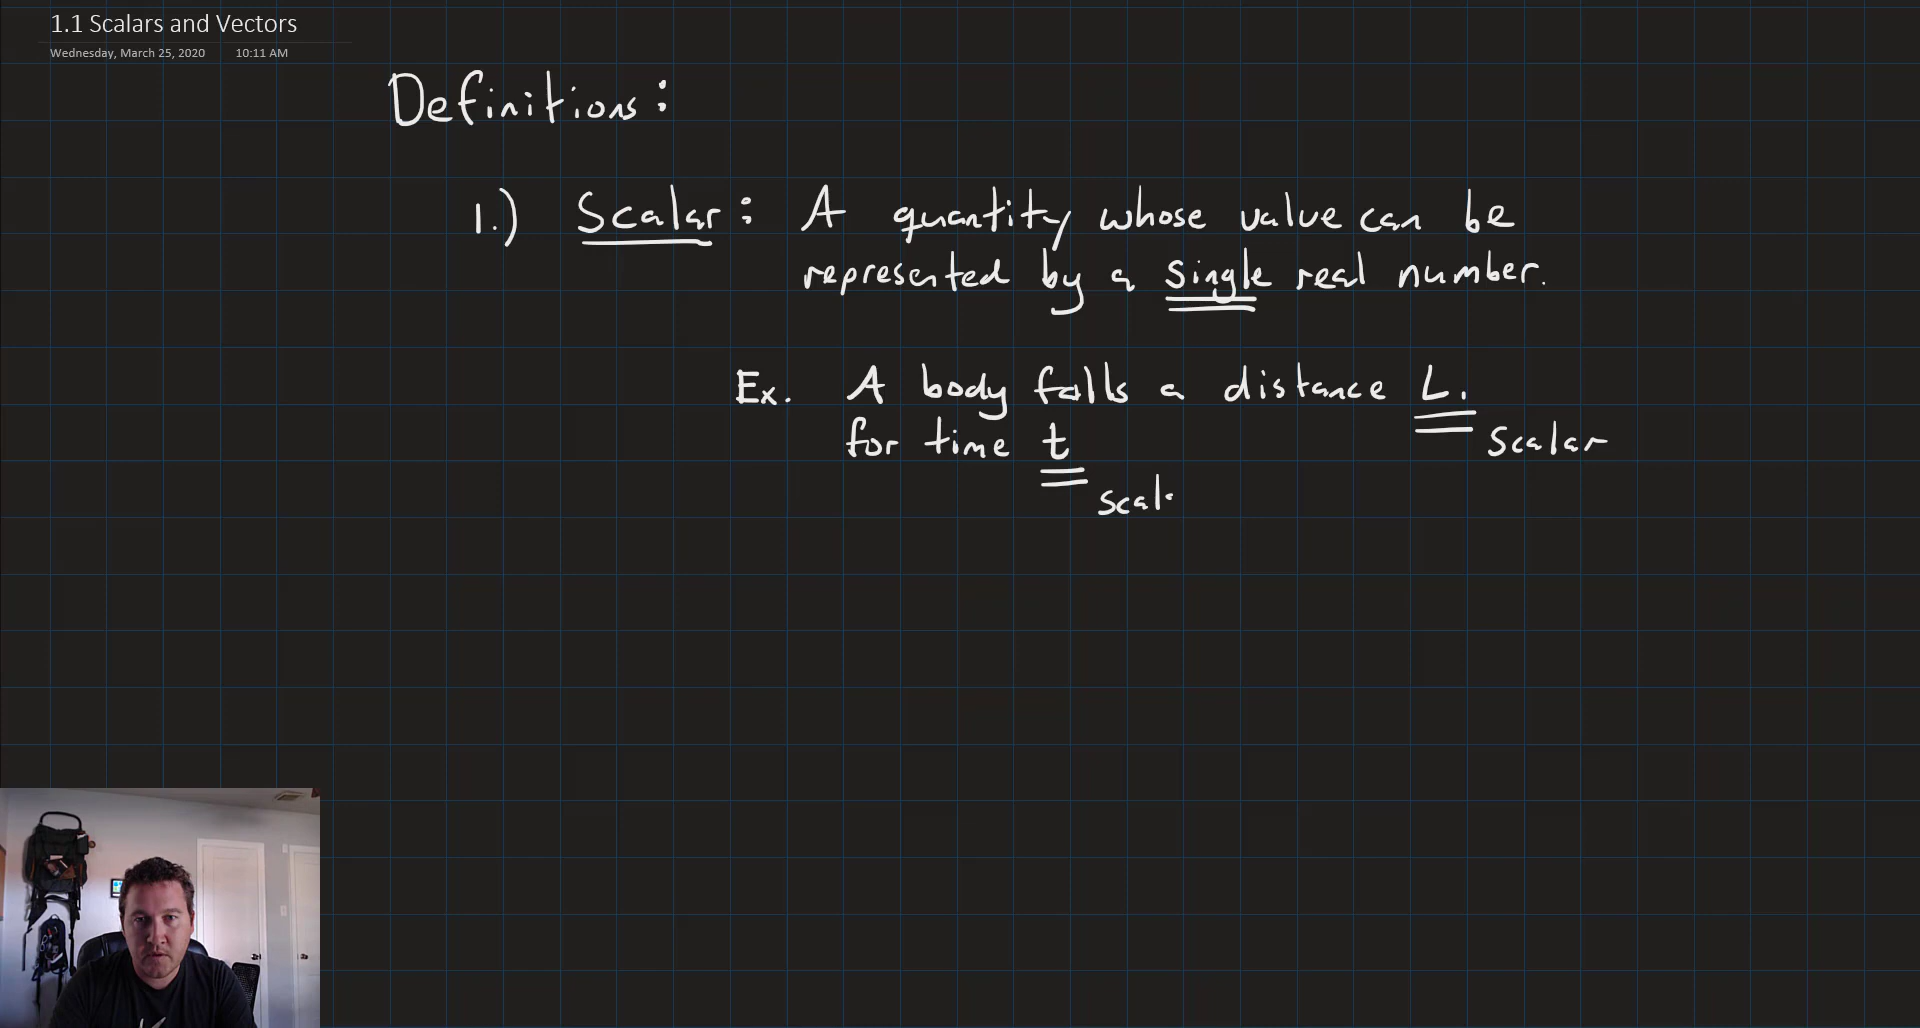 1.1 Scalars and Vectors
Wednesday, March 25, 2020 10:11 AM
Definitions:
1.) Scalar: A quantity whose value can be
represented by a single real number.
Ex. A body falls a distance L.
scalar
for time t
scala